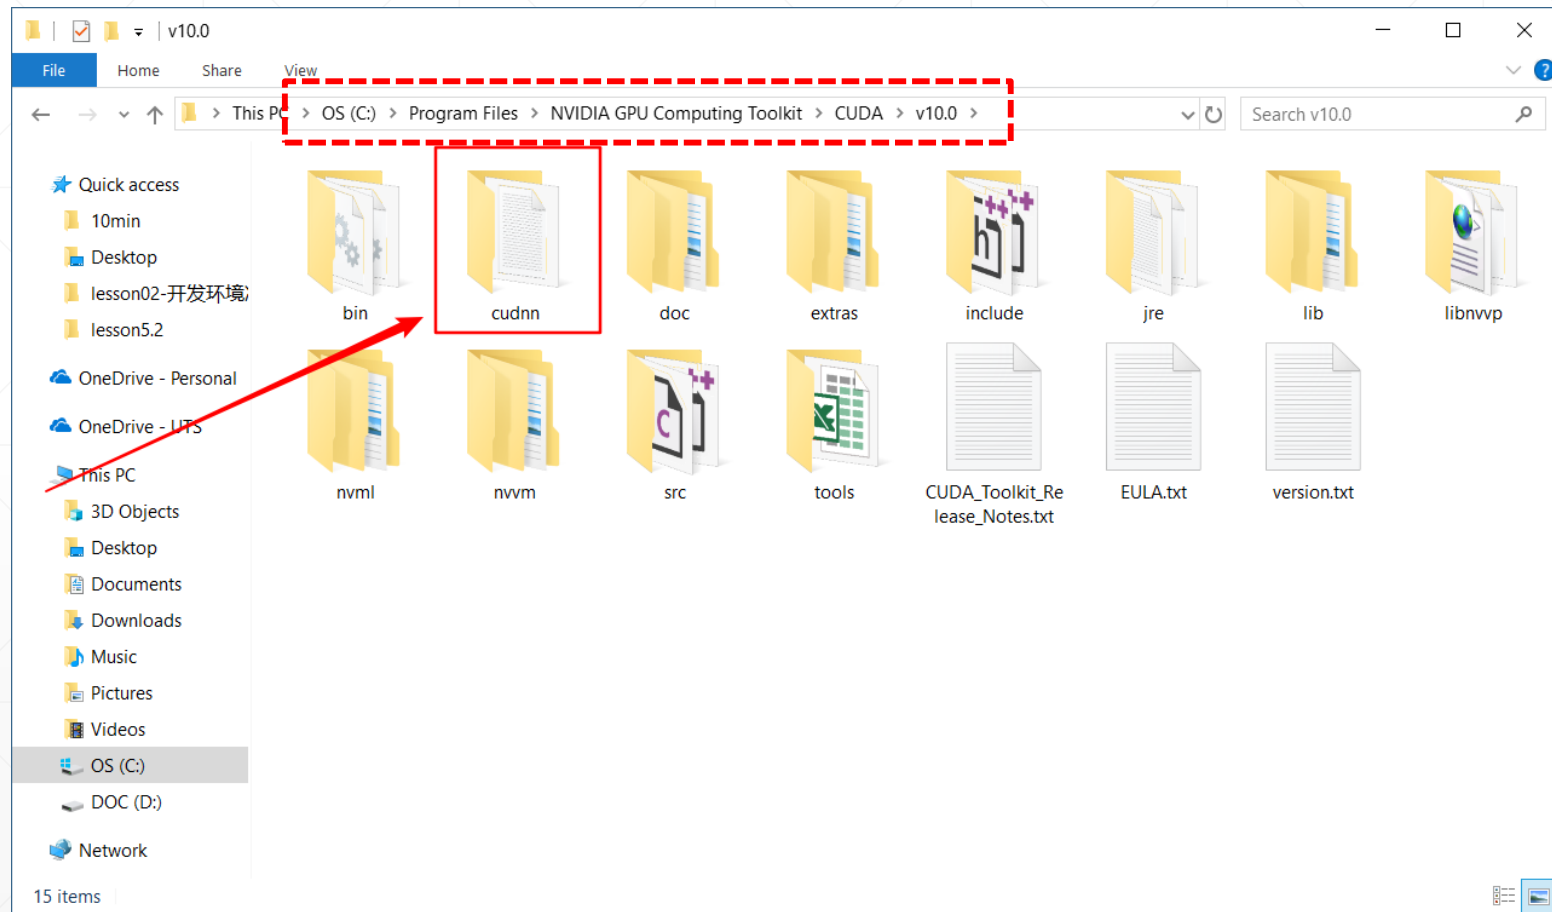 v10.0
File Home Share View
This PC > OS (C:) > Program Files > NVIDIA GPU Computing Toolkit > CUDA > v10.0 >
Search v10.0
Quick access
10min
Desktop
lesson02-开发环境
lesson5.2
OneDrive - Personal
OneDrive - UTS
This PC
3D Objects
Desktop
Documents
Downloads
Music
Pictures
Videos
OS (C:)
DOC (D:)
Network
bin cudnn doc extras include jre lib libnvvp
nvml nvvm src tools CUDA_Toolkit_Re EULA.txt version.txt
lease_Notes.txt
15 items